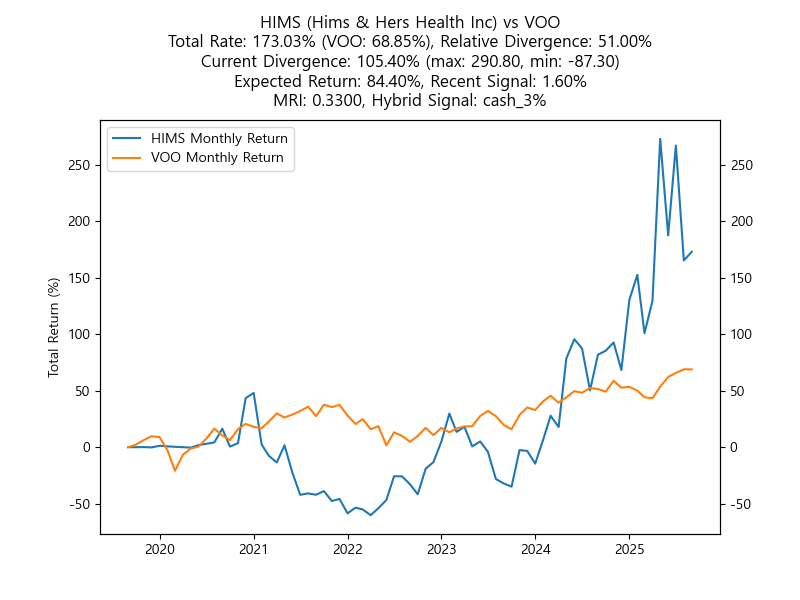 HIMS (Hims & Hers Health Inc) vs VOO
Total Rate: 173.03% (VOO: 68.85%), Relative Divergence: 51.00%
Current Divergence: 105.40% (max: 290.80, min: -87.30)
Expected Return: 84.40%, Recent Signal: 1.60%
MRI: 0.3300, Hybrid Signal: cash_3%
HIMS Monthly Return
VOO Monthly Return
Total Return (%)
250
200
150
100
50
0
-50
250
200
150
100
50
0
-50
2020 2021 2022 2023 2024 2025